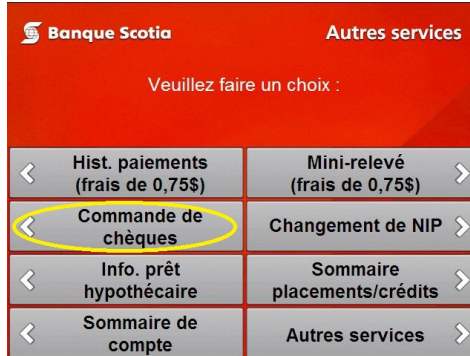 Banque Scotia
Autres services
Veuillez faire un choix :
Hist. paiements
(frais de 0,75$)
Mini-relevé
(frais de 0,75$)
Commande de
chèques
Changement de NIP
Info. prêt
hypothécaire
Sommaire
placements/crédits
Sommaire de
compte
Autres services